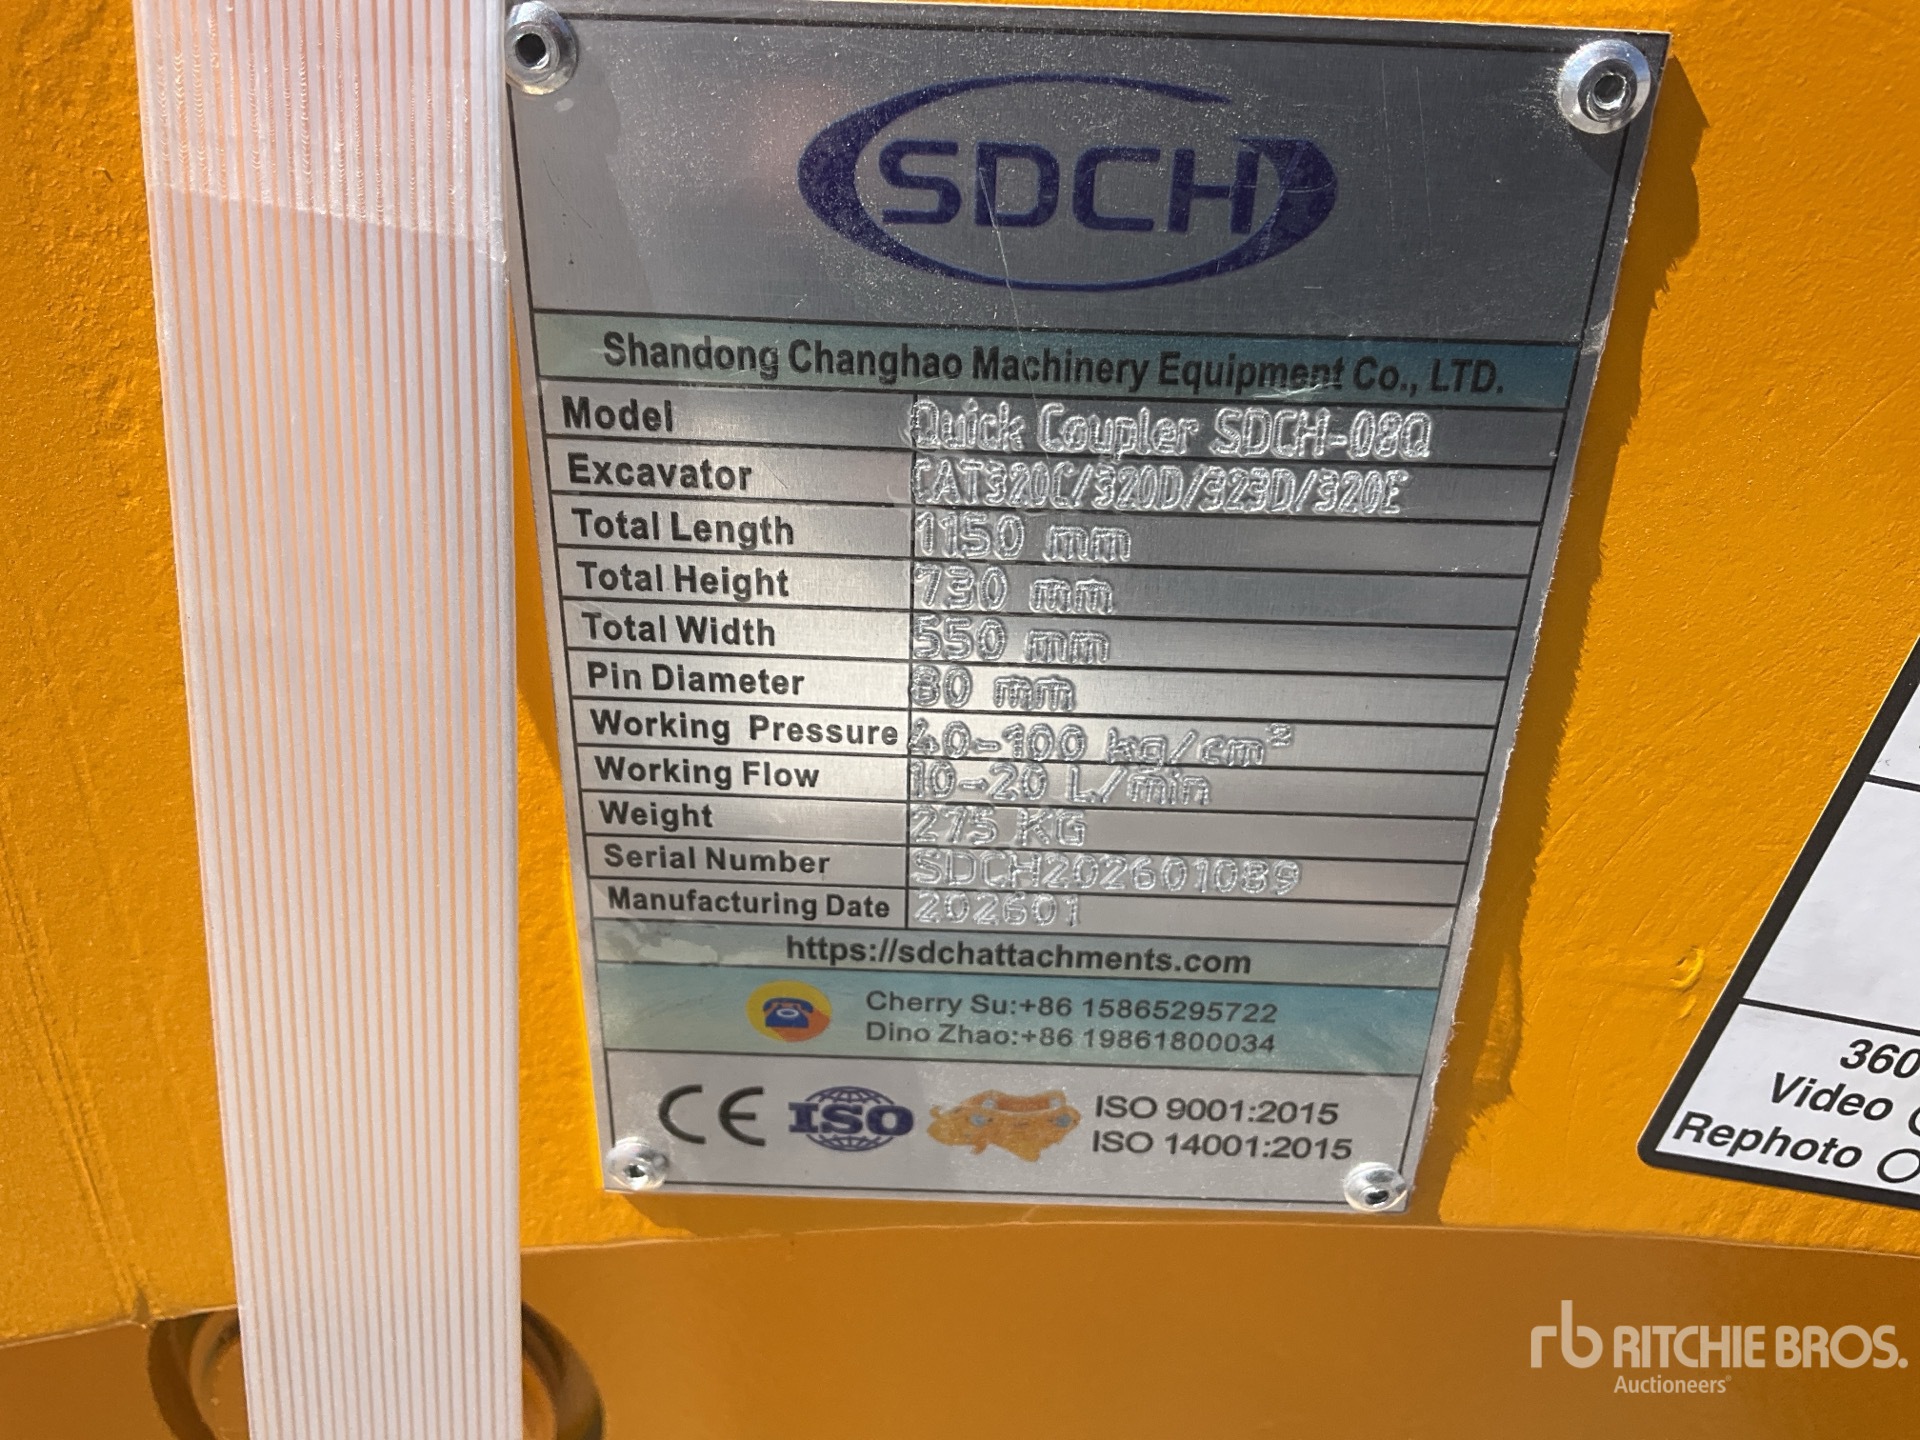 SDCH
Shandong Changhao Machinery Equipment Co., LTD.
Model Quick Coupler SDCH-08Q
Excavator CAT320C/320D/323D/320E
Total Length 1150 mm
Total Height 730 mm
Total Width 550 mm
Pin Diameter 80 mm
Working Pressure 40-100 kg/cm²
Working Flow 10-20 L/min
Weight 275 KG
Serial Number SDCH202601089
Manufacturing Date 202601
https://sdchattachments.com
Cherry Su:+86 15865295722
Dino Zhao:+86 19861800034
CE ISO ISO 9001:2015
ISO 14001:2015
360
Video
Rephoto
rb RITCHIE BROS.
Auctioneers